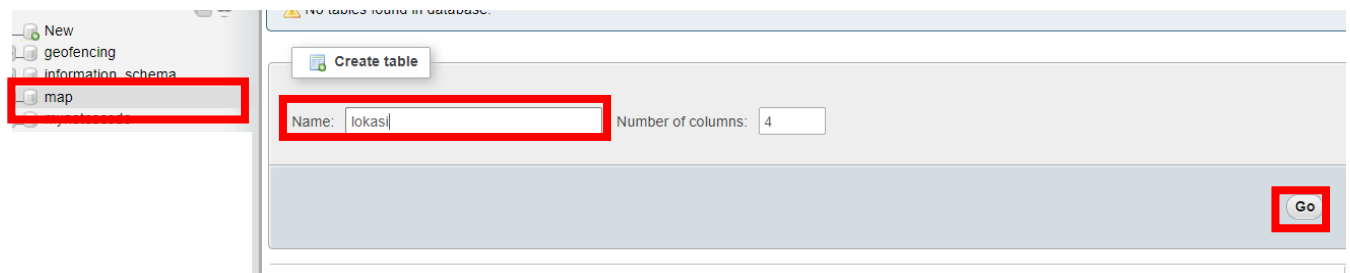 No tables found in database.
New
geofencing
information_schema
map
Create table
Name: lokasi Number of columns: 4
Go